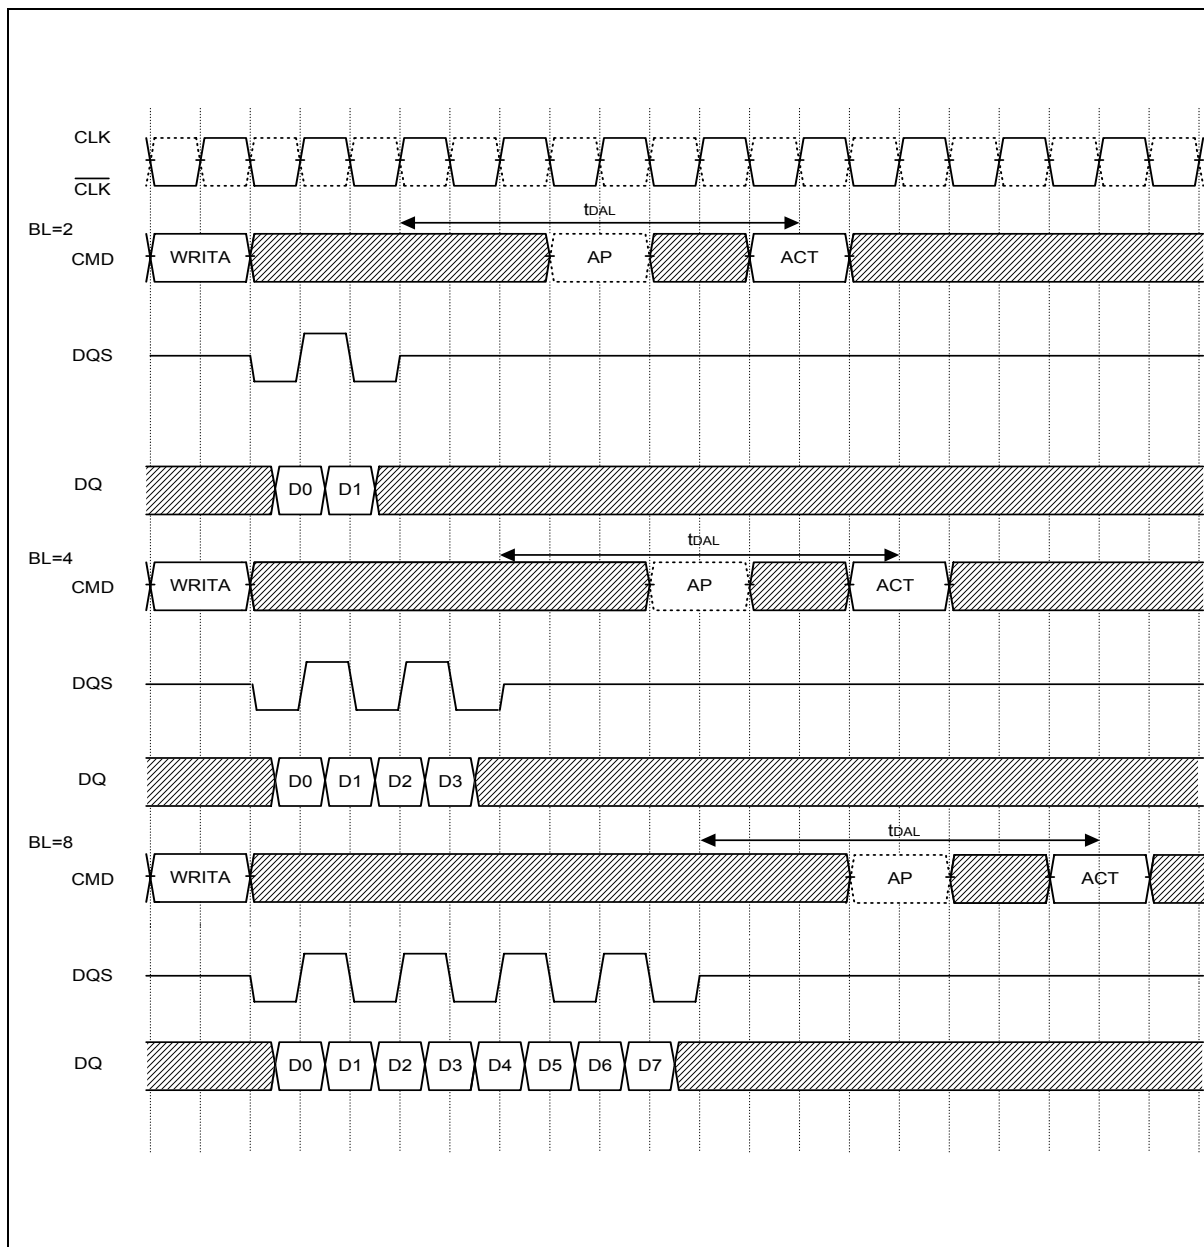 CLK
CLK
tDAL
BL=2
CMD WRITA AP ACT
DQS
DQ D0 D1
tDAL
BL=4
CMD WRITA AP ACT
DQS
DQ D0 D1 D2 D3
tDAL
BL=8
CMD WRITA AP ACT
DQS
DQ D0 D1 D2 D3 D4 D5 D6 D7